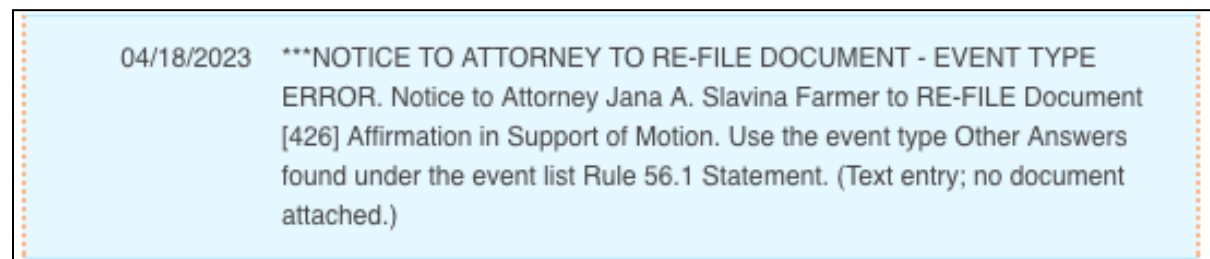 04/18/2023 ***NOTICE TO ATTORNEY TO RE-FILE DOCUMENT - EVENT TYPE
ERROR. Notice to Attorney Jana A. Slavina Farmer to RE-FILE Document
[426] Affirmation in Support of Motion. Use the event type Other Answers
found under the event list Rule 56.1 Statement. (Text entry; no document
attached.)